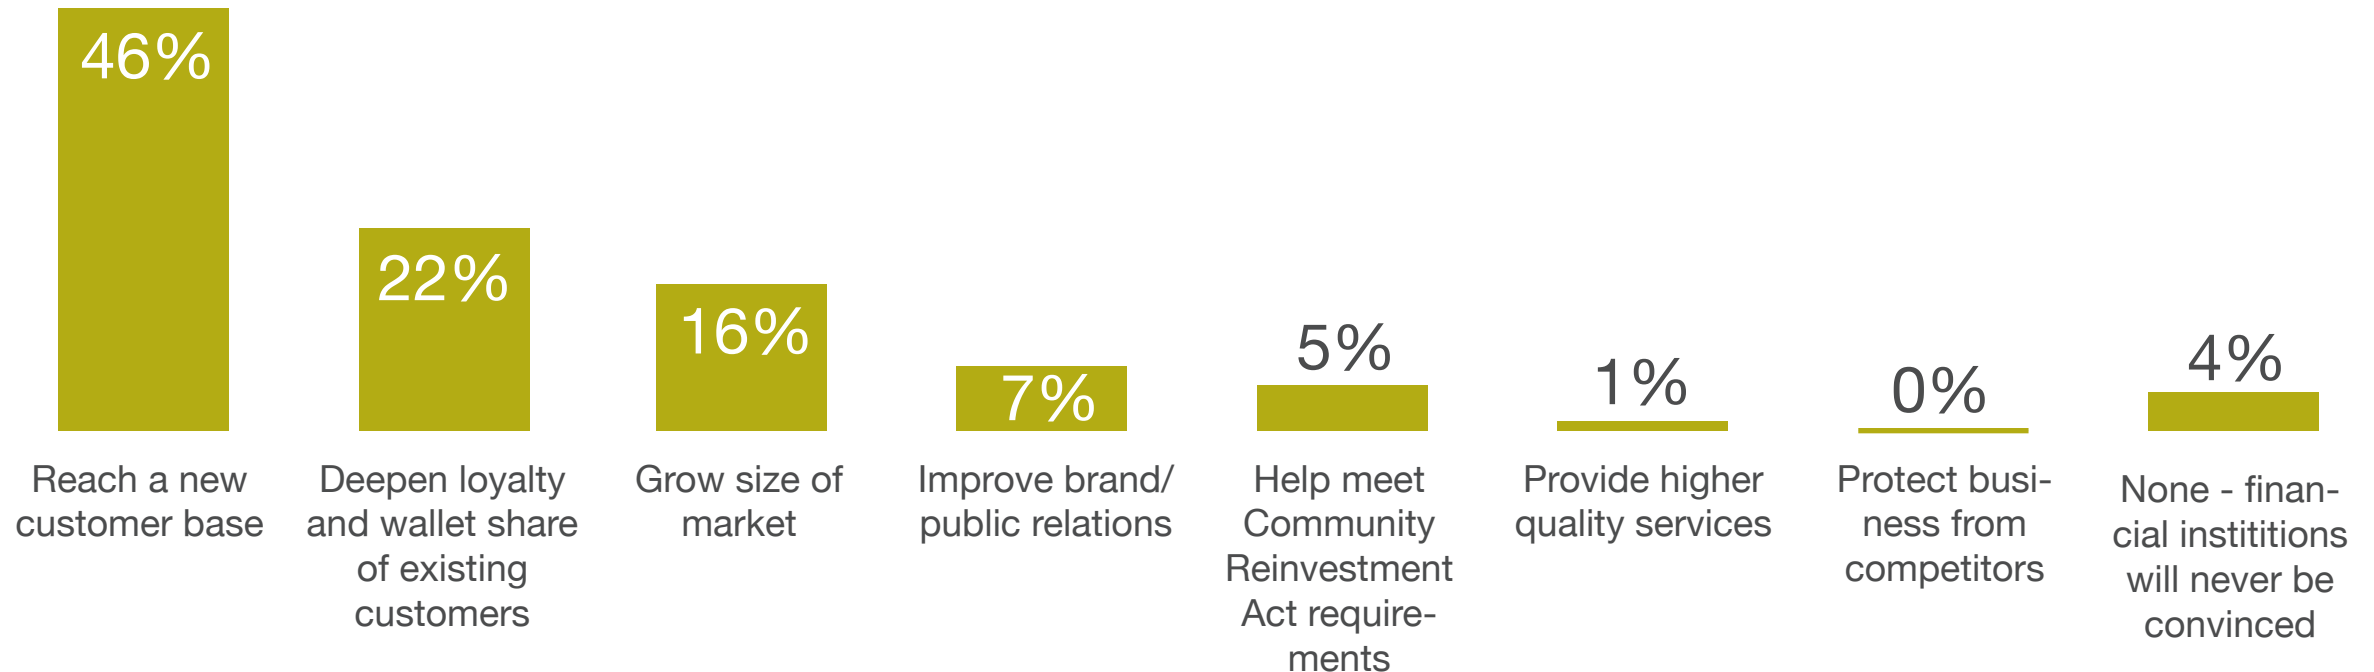 46%
22%
16%
7%
5%
1%
0%
4%
Reach a new
customer base
Deepen loyalty
and wallet share
of existing
customers
Grow size of
market
Improve brand/
public relations
Help meet
Community
Reinvestment
Act require-
ments
Provide higher
quality services
Protect busi-
ness from
competitors
None - finan-
cial instititions
will never be
convinced